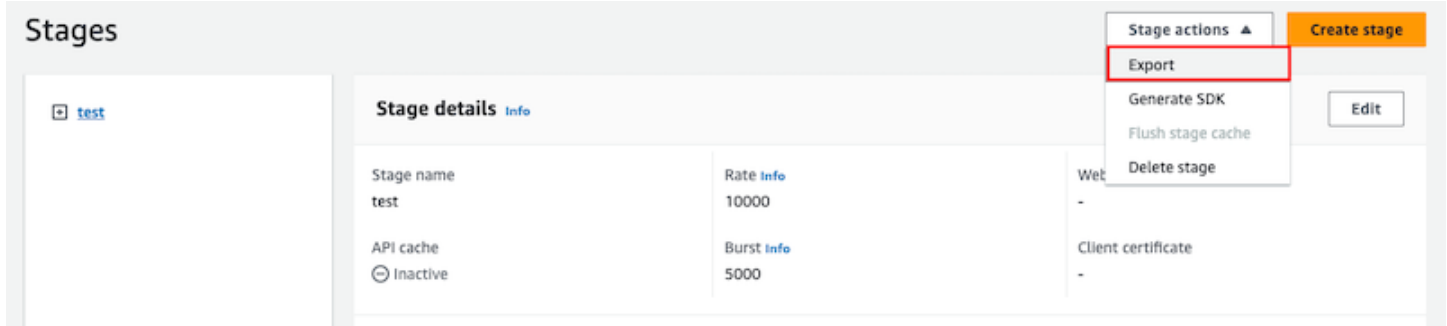 Stages
Stage actions
Create stage
Export
Generate SDK
Flush stage cache
Delete stage
test
Stage details Info
Edit
Stage name
test
Rate Info
10000
Web
-
API cache
Inactive
Burst Info
5000
Client certificate
-